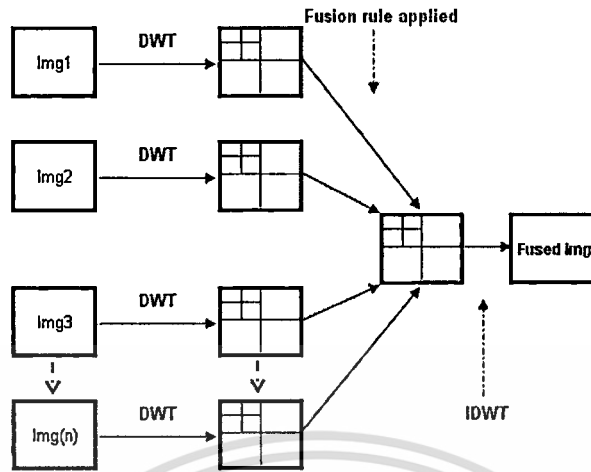 Fusion rule applied
Img1
DWT
Img2
DWT
Fused Img
Img3
DWT
Img(n)
DWT
IDWT